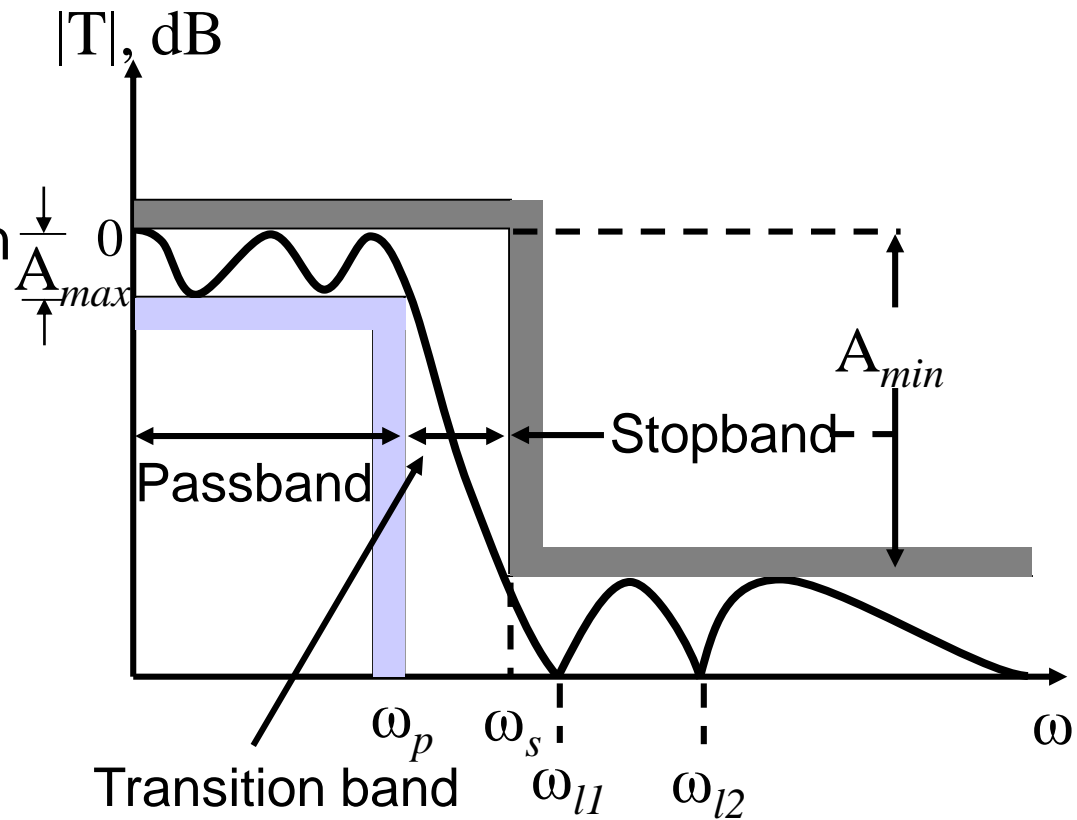 |T|, dB
n
0
A_max
A_min
Stopband
Passband
ω_p
ω_s
ω
Transition band
ω_l1
ω_l2